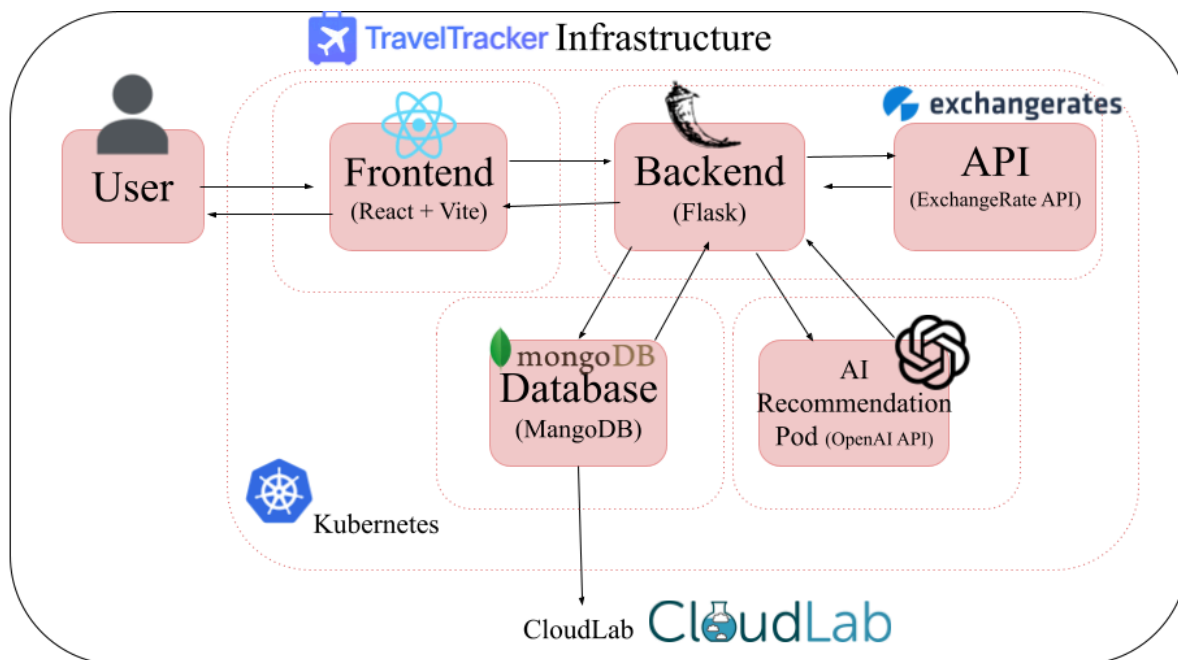 TravelTracker Infrastructure
exchangerates
User
Frontend
(React + Vite)
Backend
(Flask)
API
(ExchangeRate API)
mongoDB
Database
(MangoDB)
AI
Recommendation
Pod (OpenAI API)
Kubernetes
CloudLab CloudLab